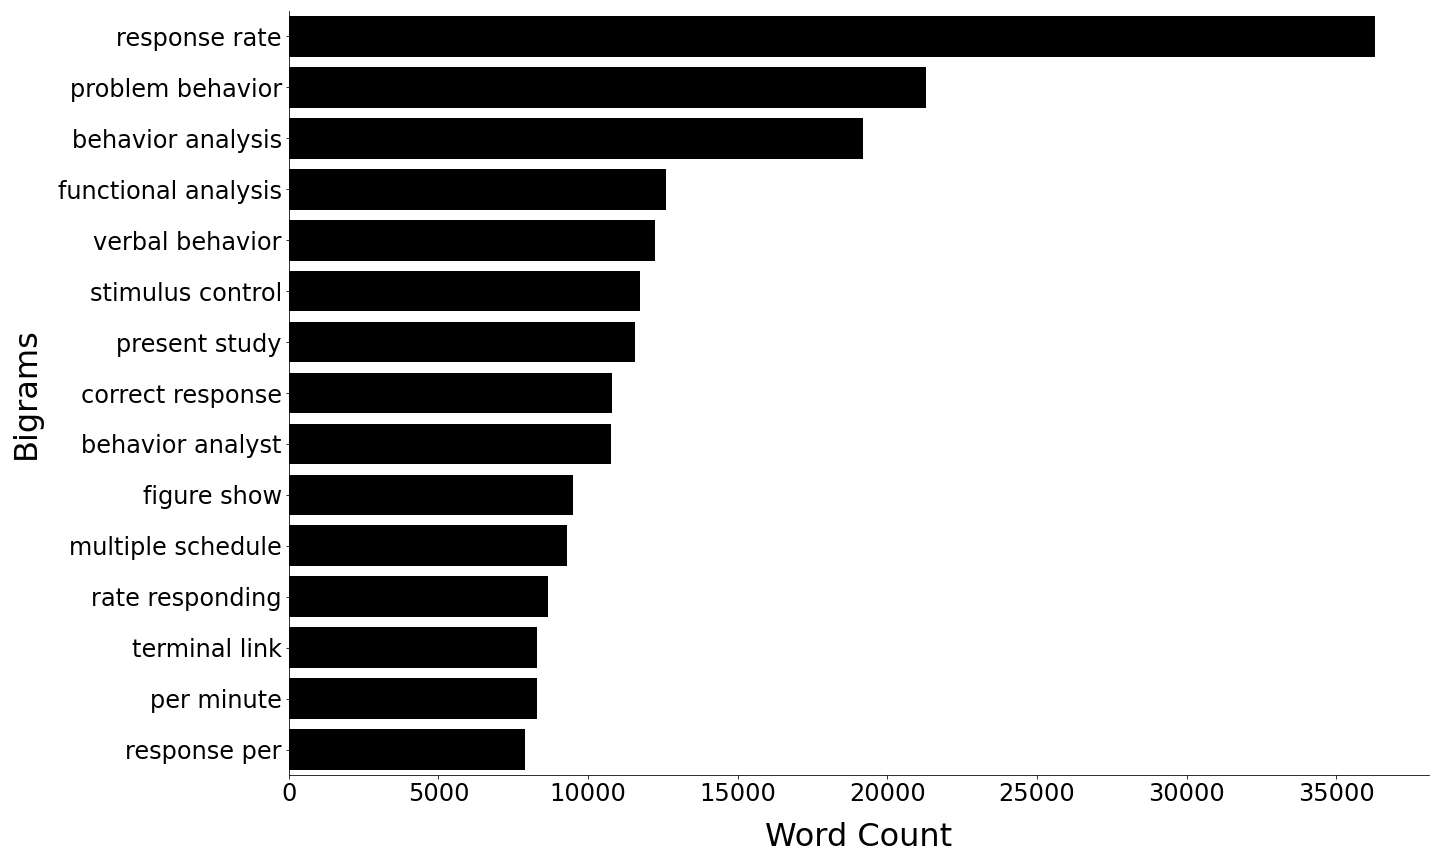 response rate
problem behavior
behavior analysis
functional analysis
verbal behavior
stimulus control
present study
correct response
behavior analyst
figure show
multiple schedule
rate responding
terminal link
per minute
response per
Bigrams
0 5000 10000 15000 20000 25000 30000 35000
Word Count